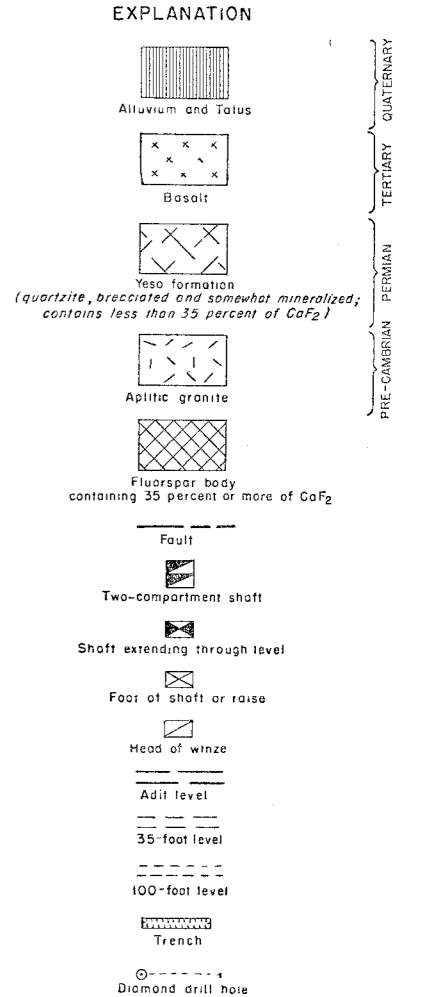 EXPLANATION
Alluvium and Talus
QUATERNARY
Basalt
TERTIARY
Yeso formation
(quartzite, brecciated and somewhat mineralized;
contains less than 35 percent of CaF2)
PERMIAN
Aplitic granite
PRE-CAMBRIAN
Fluorspar body
containing 35 percent or more of CaF2
Fault
Two-compartment shaft
Shaft extending through level
Foot of shaft or raise
Head of winze
Adit level
35-foot level
100-foot level
Trench
Diamond drill hole